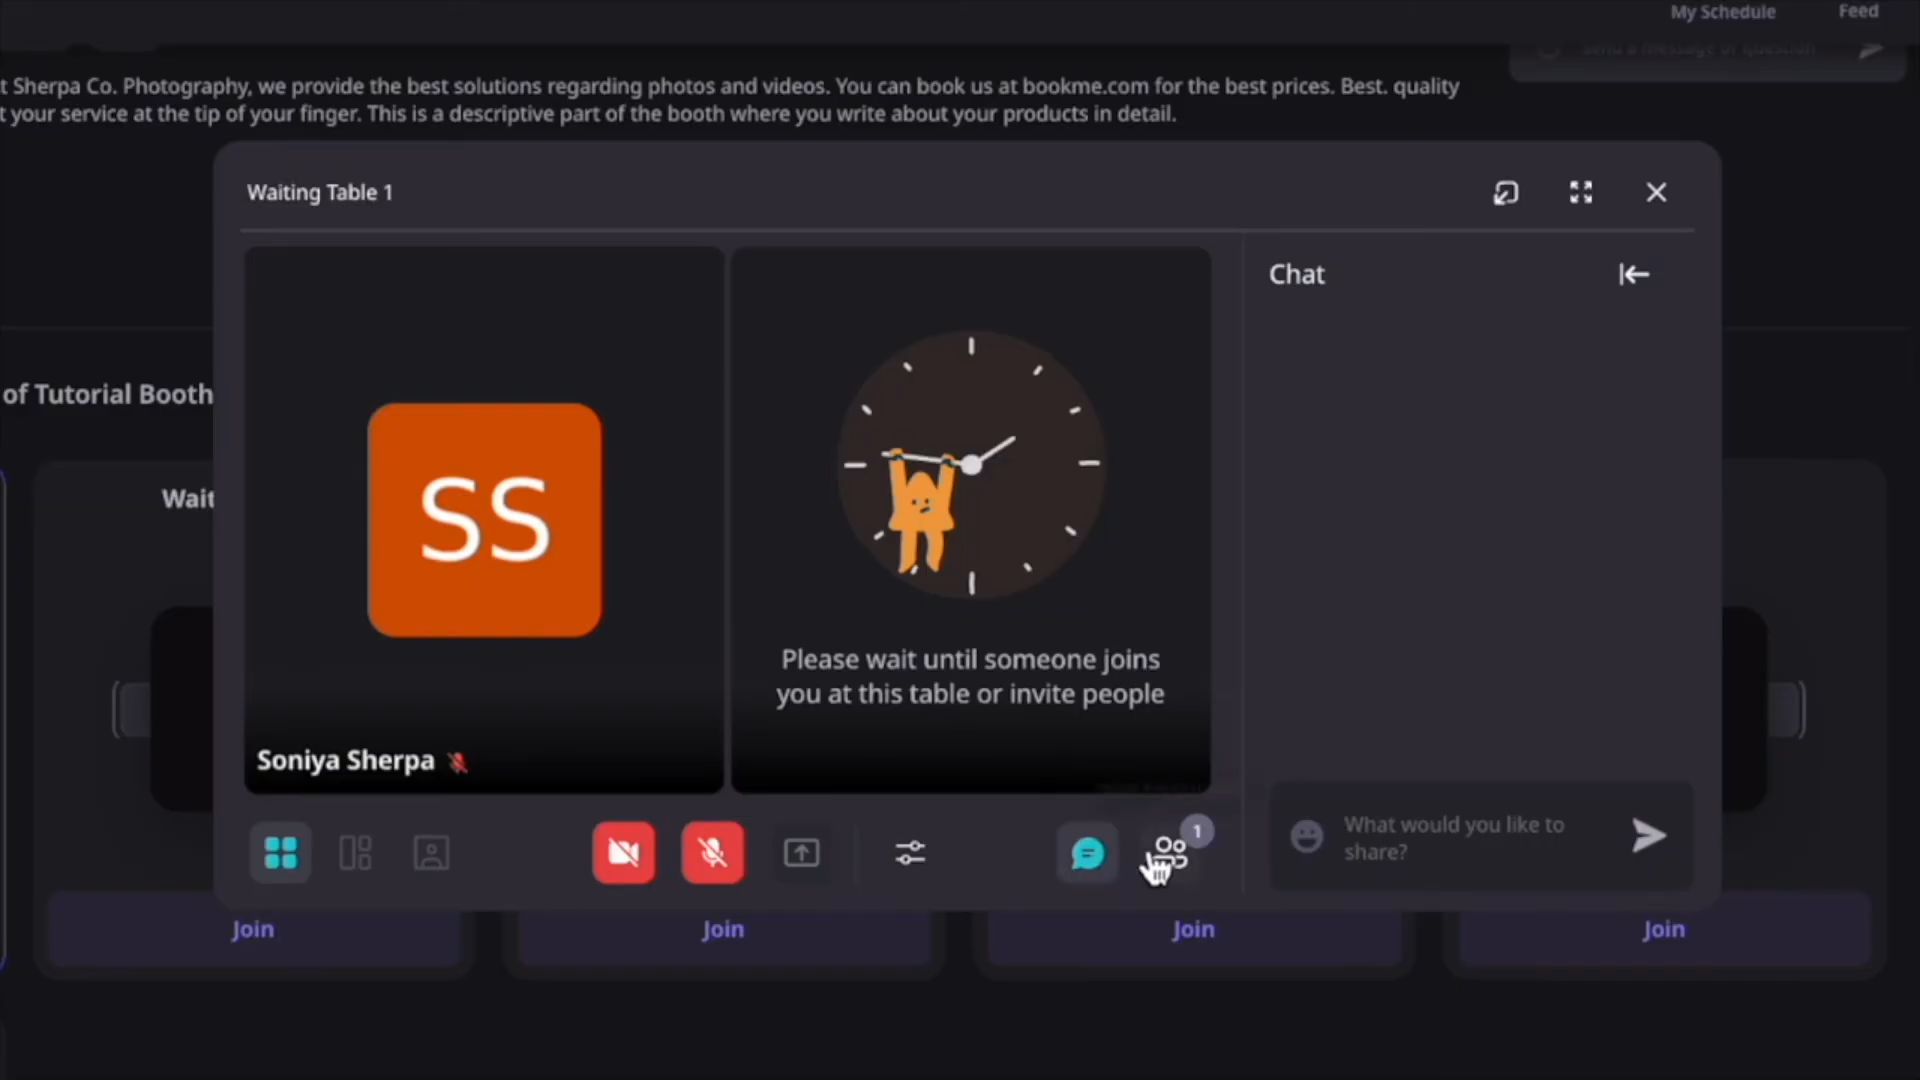 My Schedule
Feed
Send a message or question
t Sherpa Co. Photography, we provide the best solutions regarding photos and videos. You can book us at bookme.com for the best prices. Best. quality
t your service at the tip of your finger. This is a descriptive part of the booth where you write about your products in detail.
Waiting Table 1
Chat
of Tutorial Booth
Wait
SS
Please wait until someone joins
you at this table or invite people
Soniya Sherpa
1
What would you like to
share?
Join
Join
Join
Join